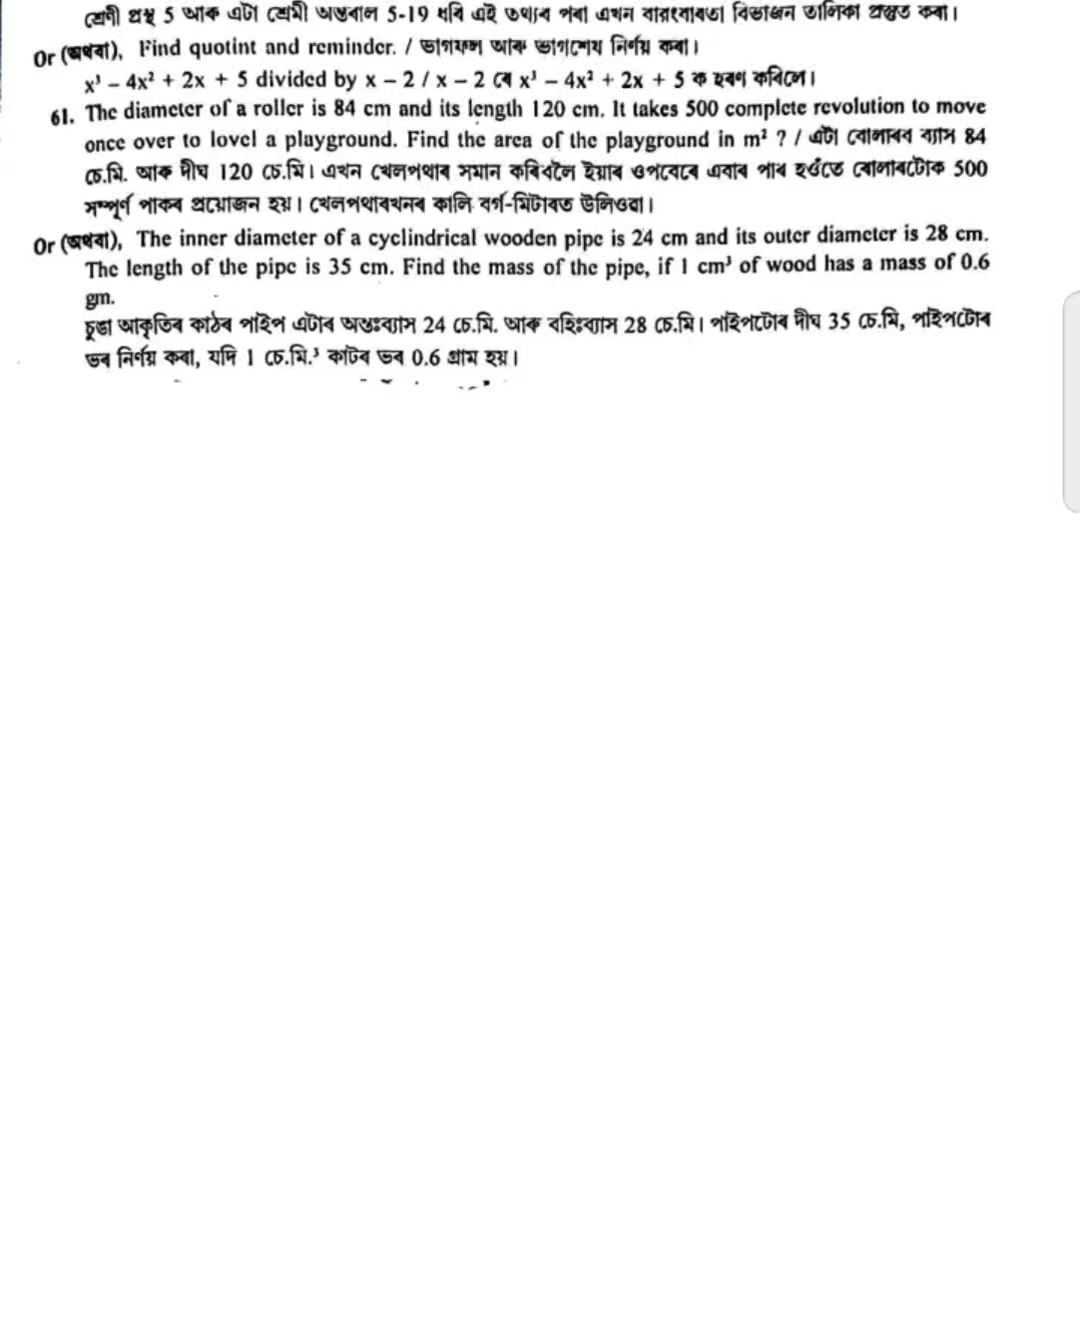 শ্ৰেণী প্ৰস্থ 5 আৰু এটা শ্ৰেণী অন্তৰাল 5-19 ধৰি এই তথ্যৰ পৰা এখন বাৰংবাৰতা বিভাজন তালিকা প্ৰস্তুত কৰা।
Or (অথবা), Find quotint and reminder. / ভাগফল আৰু ভাগশেষ নিৰ্ণয় কৰা।
x³ – 4x² + 2x + 5 divided by x – 2 / x – 2 ৰে x³ – 4x² + 2x + 5 ক হৰণ কৰিলে।
61. The diameter of a roller is 84 cm and its length 120 cm. It takes 500 complete revolution to move
once over to lovel a playground. Find the area of the playground in m² ? / এটা ৰোলাৰৰ ব্যাস 84
চে.মি. আৰু দীঘ 120 চে.মি। এখন খেলপথাৰ সমান কৰিবলৈ ইয়াৰ ওপৰেৰে এবাৰ পাৰ হওঁতে ৰোলাৰটোক 500
সম্পূৰ্ণ পাকৰ প্ৰয়োজন হয়। খেলপথাৰখনৰ কালি বৰ্গ-মিটাৰত উলিওৱা।
Or (অথবা), The inner diameter of a cyclindrical wooden pipe is 24 cm and its outer diameter is 28 cm.
The length of the pipe is 35 cm. Find the mass of the pipe, if 1 cm³ of wood has a mass of 0.6
gm.
চুঙা আকৃতিৰ কাঠৰ পাইপ এটাৰ অন্তঃব্যাস 24 চে.মি. আৰু বহিঃব্যাস 28 চে.মি। পাইপটোৰ দীঘ 35 চে.মি, পাইপটোৰ
ভৰ নিৰ্ণয় কৰা, যদি 1 চে.মি.³ কাটৰ ভৰ 0.6 গ্ৰাম হয়।